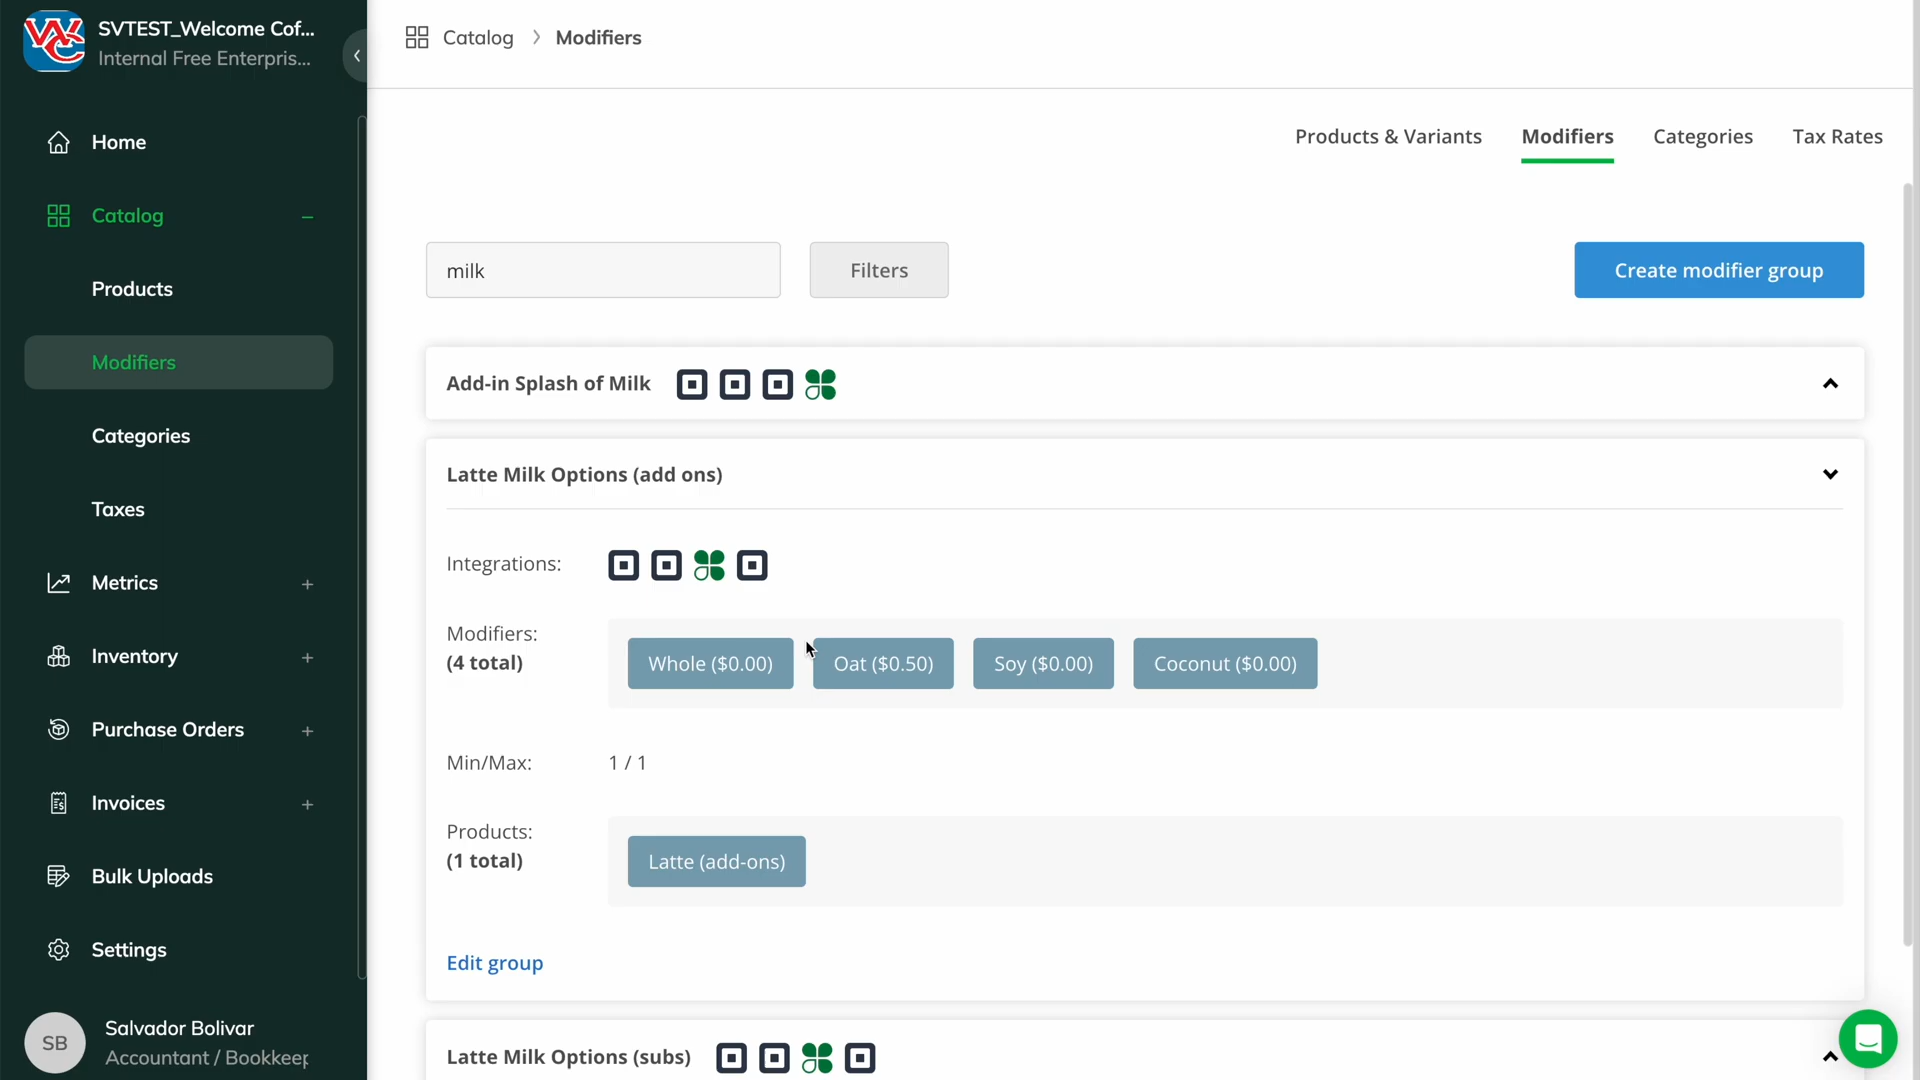 SVTEST_Welcome Cof...
Internal Free Enterpris...
Home
Catalog
Products
Modifiers
Categories
Taxes
Metrics
Inventory
Purchase Orders
Invoices
Bulk Uploads
Settings
SB
Salvador Bolivar
Accountant / Bookkeep
Catalog > Modifiers
Products & Variants Modifiers Categories Tax Rates
milk Filters Create modifier group
Add-in Splash of Milk
Latte Milk Options (add ons)
Integrations:
Modifiers:
(4 total)
Whole ($0.00) Oat ($0.50) Soy ($0.00) Coconut ($0.00)
Min/Max: 1 / 1
Products:
(1 total)
Latte (add-ons)
Edit group
Latte Milk Options (subs)